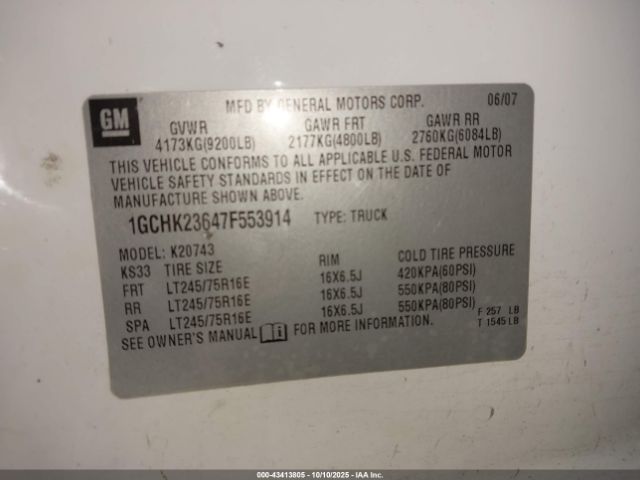 GM
MFD BY GENERAL MOTORS CORP. 06/07
GVWR GAWR FRT GAWR RR
4173KG(9200LB) 2177KG(4800LB) 2760KG(6084LB)
THIS VEHICLE CONFORMS TO ALL APPLICABLE U.S. FEDERAL MOTOR
VEHICLE SAFETY STANDARDS IN EFFECT ON THE DATE OF
MANUFACTURE SHOWN ABOVE.
1GCHK23647F553914 TYPE: TRUCK
MODEL: K20743
KS33 TIRE SIZE RIM COLD TIRE PRESSURE
FRT LT245/75R16E 16X6.5J 420KPA(60PSI)
RR LT245/75R16E 16X6.5J 550KPA(80PSI)
SPA LT245/75R16E 16X6.5J 550KPA(80PSI)
F 257 LB
SEE OWNER'S MANUAL FOR MORE INFORMATION. T 1545 LB
000-43413805 - 10/10/2025 - IAA Inc.